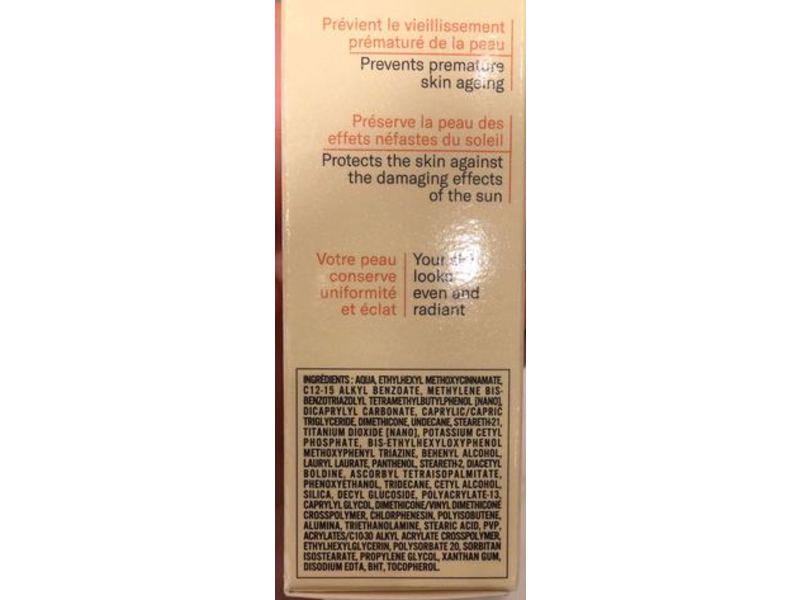 Prévient le vieillissement
prématuré de la peau
Prevents premature
skin ageing
Préserve la peau des
effets néfastes du soleil
Protects the skin against
the damaging effects
of the sun
Votre peau
conserve
uniformité
et éclat
Your skin
looks
even and
radiant
INGRÉDIENTS : AQUA, ETHYLHEXYL METHOXYCINNAMATE,
C12-15 ALKYL BENZOATE, METHYLENE BIS-
BENZOTRIAZOLYL TETRAMETHYLBUTYLPHENOL [NANO],
DICAPRYLYL CARBONATE, CAPRYLIC/CAPRIC
TRIGLYCERIDE, DIMETHICONE, UNDECANE, STEARETH-21,
TITANIUM DIOXIDE [NANO], POTASSIUM CETYL
PHOSPHATE, BIS-ETHYLHEXYLOXYPHENOL
METHOXYPHENYL TRIAZINE, BEHENYL ALCOHOL,
LAURYL LAURATE, PANTHENOL, STEARETH-2, DIACETYL
BOLDINE, ASCORBYL TETRAISOPALMITATE,
PHENOXYETHANOL, TRIDECANE, CETYL ALCOHOL,
SILICA, DECYL GLUCOSIDE, POLYACRYLATE-13,
CAPRYLYL GLYCOL, DIMETHICONE/VINYL DIMETHICONE
CROSSPOLYMER, CHLORPHENESIN, POLYISOBUTENE,
ALUMINA, TRIETHANOLAMINE, STEARIC ACID, PVP,
ACRYLATES/C10-30 ALKYL ACRYLATE CROSSPOLYMER,
ETHYLHEXYLGLYCERIN, POLYSORBATE 20, SORBITAN
ISOSTEARATE, PROPYLENE GLYCOL, XANTHAN GUM,
DISODIUM EDTA, BHT, TOCOPHEROL.